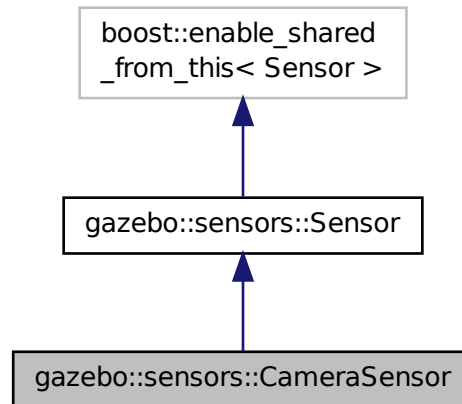 boost::enable_shared
_from_this< Sensor >
gazebo::sensors::Sensor
gazebo::sensors::CameraSensor